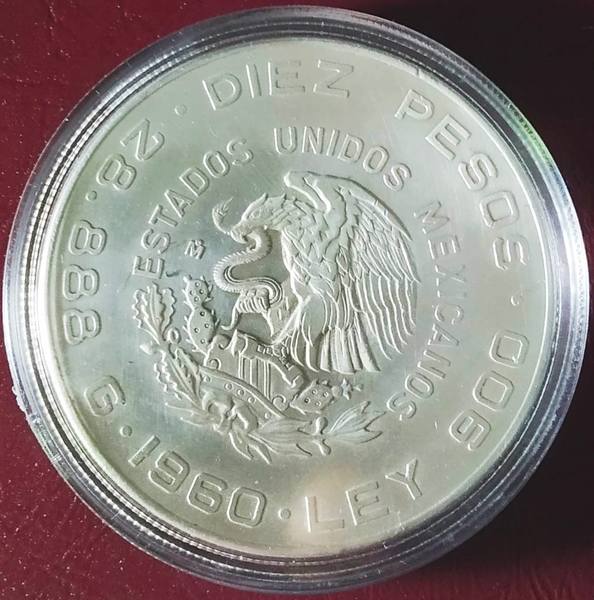 DIEZ PESOS · 900 · LEY · 1960 · G 888 · 28 ·
ESTADOS UNIDOS MEXICANOS
M